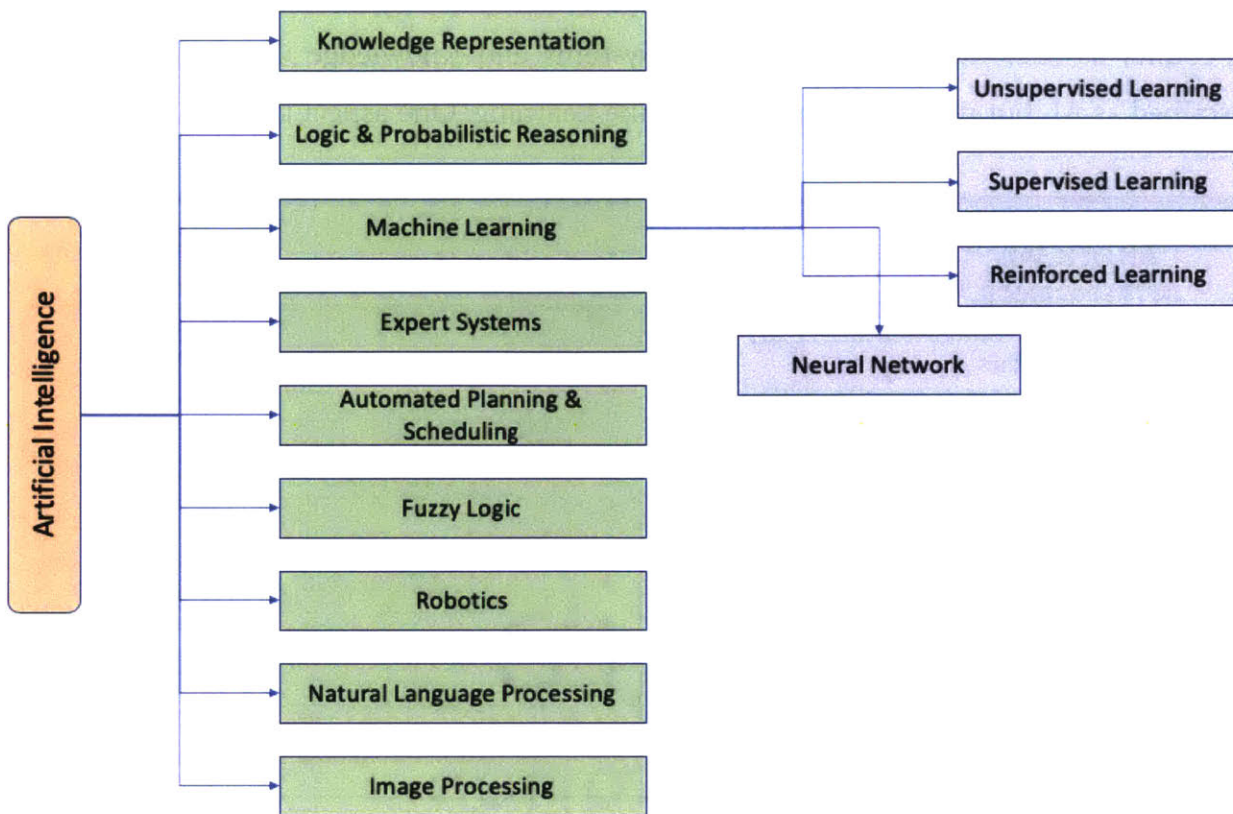 Artificial Intelligence
Knowledge Representation
Logic & Probabilistic Reasoning
Machine Learning
Expert Systems
Automated Planning &
Scheduling
Fuzzy Logic
Robotics
Natural Language Processing
Image Processing
Unsupervised Learning
Supervised Learning
Reinforced Learning
Neural Network